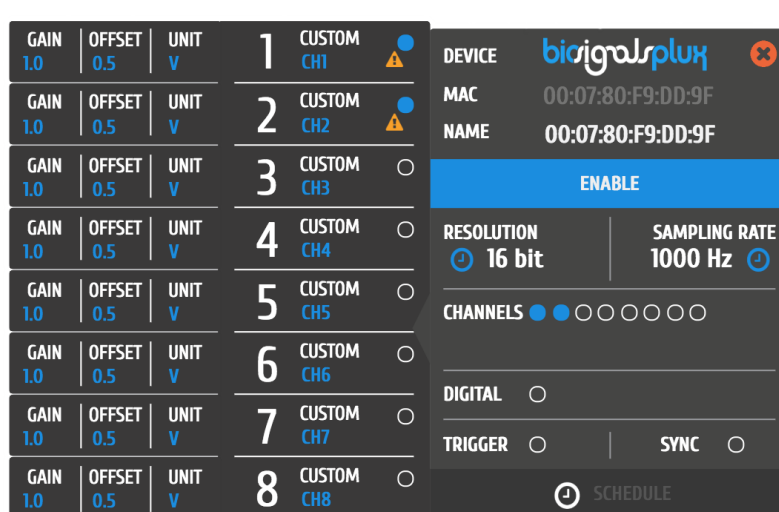 GAIN OFFSET UNIT 1 CUSTOM
1.0 0.5 V CH1
GAIN OFFSET UNIT 2 CUSTOM
1.0 0.5 V CH2
GAIN OFFSET UNIT 3 CUSTOM
1.0 0.5 V CH3
GAIN OFFSET UNIT 4 CUSTOM
1.0 0.5 V CH4
GAIN OFFSET UNIT 5 CUSTOM
1.0 0.5 V CH5
GAIN OFFSET UNIT 6 CUSTOM
1.0 0.5 V CH6
GAIN OFFSET UNIT 7 CUSTOM
1.0 0.5 V CH7
GAIN OFFSET UNIT 8 CUSTOM
1.0 0.5 V CH8
DEVICE biosignalsplux
MAC 00:07:80:F9:DD:9F
NAME 00:07:80:F9:DD:9F
ENABLE
RESOLUTION SAMPLING RATE
16 bit 1000 Hz
CHANNELS
DIGITAL
TRIGGER SYNC
SCHEDULE